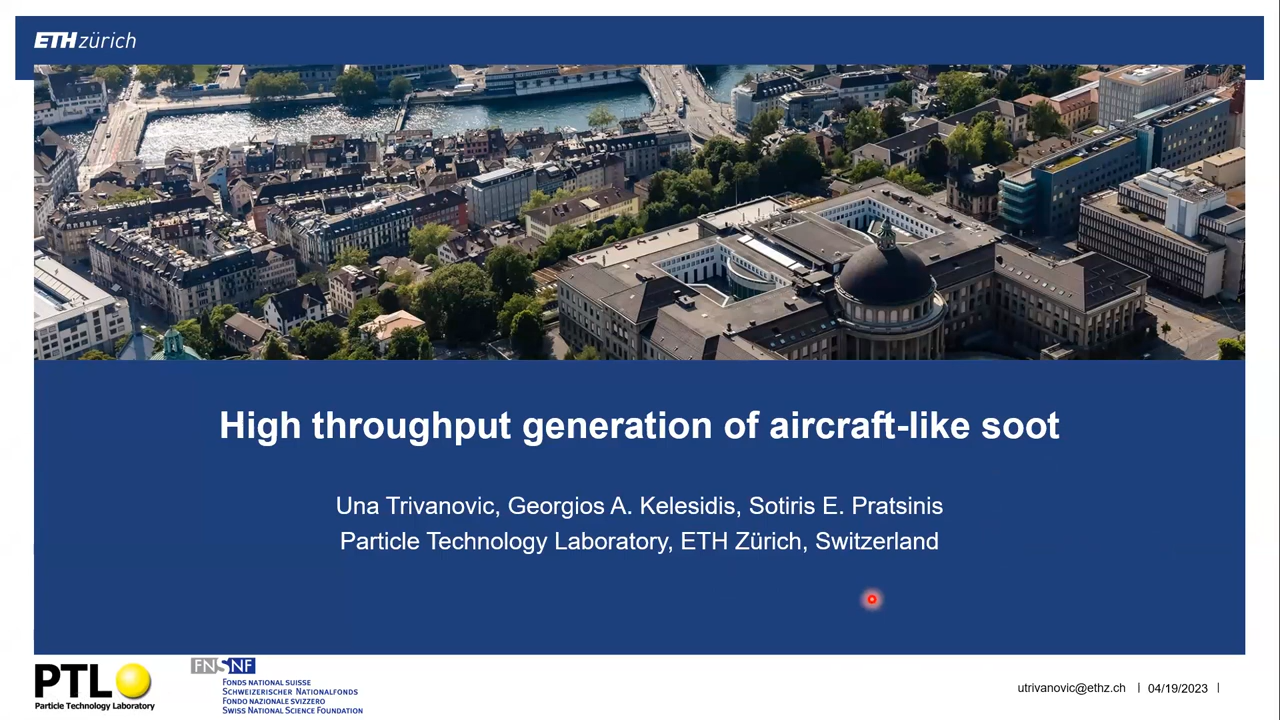 ETH zürich
High throughput generation of aircraft-like soot
Una Trivanovic, Georgios A. Kelesidis, Sotiris E. Pratsinis
Particle Technology Laboratory, ETH Zürich, Switzerland
PTL
Particle Technology Laboratory
FNSNF
FONDS NATIONAL SUISSE
SCHWEIZERISCHER NATIONALFONDS
FONDO NAZIONALE SVIZZERO
SWISS NATIONAL SCIENCE FOUNDATION
utrivanovic@ethz.ch | 04/19/2023 |